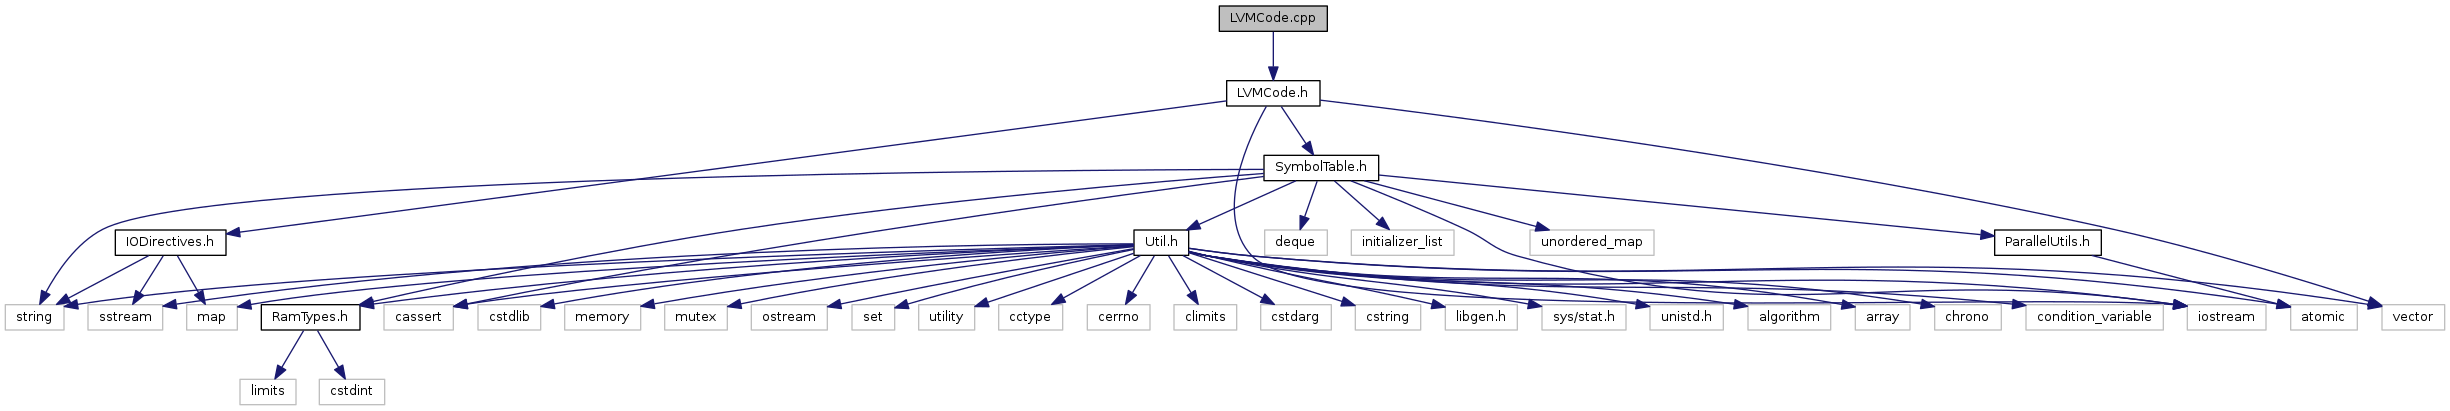 LVMCode.cpp
LVMCode.h
SymbolTable.h
IODirectives.h
Util.h
deque
initializer_list
unordered_map
ParallelUtils.h
string
sstream
map
RamTypes.h
cassert
cstdlib
memory
mutex
ostream
set
utility
cctype
cerrno
climits
cstdarg
cstring
libgen.h
sys/stat.h
unistd.h
algorithm
array
chrono
condition_variable
iostream
atomic
vector
limits
cstdint